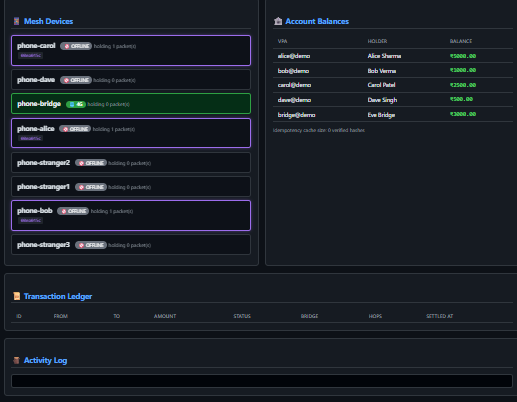 Mesh Devices
phone-carol OFFLINE holding 1 packet(s)
phone-dave OFFLINE holding 0 packet(s)
phone-bridge 4G holding 0 packet(s)
phone-alice OFFLINE holding 1 packet(s)
phone-stranger2 OFFLINE holding 0 packet(s)
phone-stranger1 OFFLINE holding 0 packet(s)
phone-bob OFFLINE holding 1 packet(s)
phone-stranger3 OFFLINE holding 0 packet(s)
Account Balances
VPA HOLDER BALANCE
alice@demo Alice Sharma ₹5000.00
bob@demo Bob Verma ₹1000.00
carol@demo Carol Patel ₹2500.00
dave@demo Dave Singh ₹500.00
bridge@demo Eve Bridge ₹3000.00
Idempotency cache size: 0 verified hashes
Transaction Ledger
ID FROM TO AMOUNT STATUS BRIDGE HOPS SETTLED AT
Activity Log